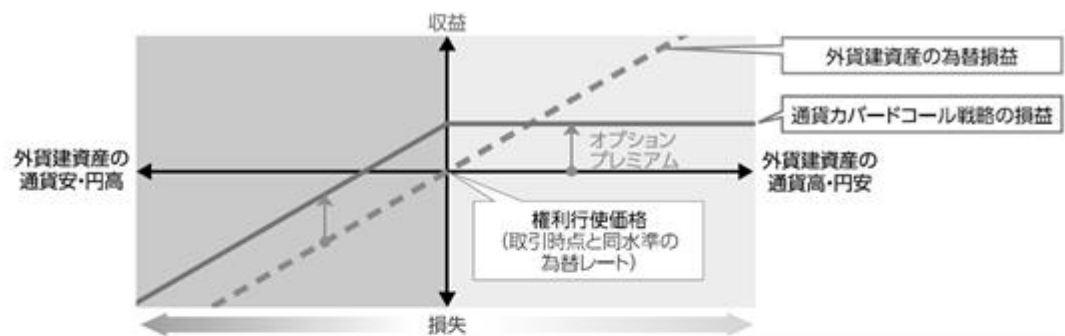 収益
外貨建資産の為替損益
通貨カバードコール戦略の損益
オプション
プレミアム
外貨建資産の
通貨安・円高
外貨建資産の
通貨高・円安
権利行使価格
(取引時点と同水準の
為替レート)
損失